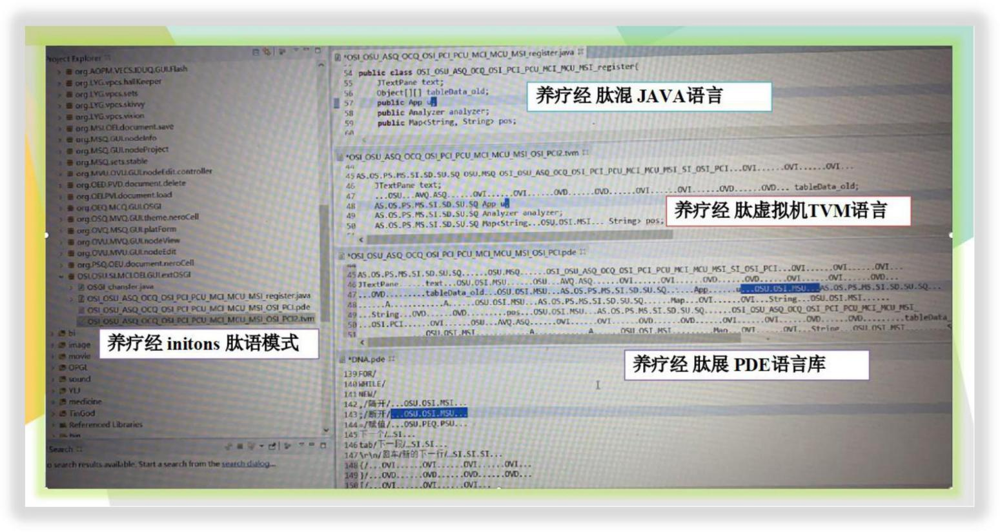 Project Explorer
org.AOPM.VECS.IDUQ.GUI.Flash
org.LYG.vpcs.hallKeeper
org.LYG.vpcs.sets
org.LYG.vpcs.skivvy
org.LYG.vpcs.vision
org.MSI.OEI.document.save
org.MSQ.GUI.nodeInfo
org.MSQ.GUI.nodeProject
org.MSQ.sets.stable
org.MVU.OVU.GUI.nodeEdit.controller
org.OED.PVD.document.delete
org.OEI.PVI.document.load
org.OEQ.MCQ.GUI.OSGI
org.OSQ.MVQ.GUI.theme.neroCell
org.OVQ.MSQ.GUI.platForm
org.OVU.MVQ.GUI.nodeView
org.OVU.MVU.GUI.nodeEdit
org.PSQ.OEU.document.neroCell
OSI.OSU.SI.MCI.OEI.GUI.extOSGI
OSGI_chansfer.java
OSI_OSU_ASQ_OCQ_OSI_PCI_PCU_MCI_MCU_MSI_register.java
OSI_OSU_ASQ_OCQ_OSI_PCI_PCU_MCI_MCU_MSI_OSI_PCI.pde
OSI_OSU_ASQ_OCQ_OSI_PCI_PCU_MCI_MCU_MSI_OSI_PCI2.tvm
bi
养疗经 initons 肽语模式
image
movie
OPGL
sound
YLJ
medicine
TinGod
Referenced Libraries
bin
Search
o search results available. Start a search from the search dialog...
*OSI_OSU_ASQ_OCQ_OSI_PCI_PCU_MCI_MCU_MSI_register.java
54 public class OSI_OSU_ASQ_OCQ_OSI_PCI_PCU_MCI_MCU_MSI_register{
55 JTextPane text;
56 Object[][] tableData_old;
57 public App u;
58 public Analyzer analyzer;
59 public Map<String, String> pos;
60
养疗经 肽混 JAVA语言
*OSI_OSU_ASQ_OCQ_OSI_PCI_PCU_MCI_MCU_MSI_OSI_PCI2.tvm
44
45 AS.OS.PS.MS.SI.SD.SU.SQ OSU.MSQ OSI_OSU_ASQ_OCQ_OSI_PCI_PCU_MCI_MCU_MSI_SI_OSI_PCI...OVI......OVI......OVI...
46 JTextPane text;
47 ...OSU...AVQ.ASQ......OVI......OVI......OVD......OVD......OVI......OVI......OVD......OVD... tableData_old;
48 AS.OS.PS.MS.SI.SD.SU.SQ App u;
49 AS.OS.PS.MS.SI.SD.SU.SQ Analyzer analyzer;
50 AS.OS.PS.MS.SI.SD.SU.SQ Map<String...OSU.OSI.MSI... String> pos;
养疗经 肽虚拟机TVM语言
*OSI_OSU_ASQ_OCQ_OSI_PCI_PCU_MCI_MCU_MSI_OSI_PCI.pde
44
45 AS.OS.PS.MS.SI.SD.SU.SQ......OSU.MSQ......OSI_OSU_ASQ_OCQ_OSI_PCI_PCU_MCI_MCU_MSI_SI_OSI_PCI...OVI......OVI......OVI...
46 JTextPane......text...OSU.OSI.MSU......OSU...AVQ.ASQ......OVI......OVI......OVD......OVD......OVI......OVD...
47 ...OVD.........tableData_old...OSU.OSI.MSU...AS.OS.PS.MS.SI.SD.SU.SQ......App......u...OSU.OSI.MSU...AS.OS.PS.MS.SI.SD.SU.SQ...
48 ......A............A......OSU.OSI.MSU...AS.OS.PS.MS.SI.SD.SU.SQ......Map...OVI......OVI...String...OSU.OSI.MSI......
49 ...String...OVD......OVD.........pos...OSU.OSI.MSU...AS.OS.PS.MS.SI.SD.SU.SQ......OSI_OSU_ASQ_OCQ_OSI_PCI_PCU_MCI_MCU_MSI_
50 ...OSI.PCI......OVI......OSU...AVQ.ASQ......OVI......OVI......OVD......OVD......OVI......OVI......OVD......OVD.........tableData_
51 OSU.OSI.MSI............A............A......OSU.OSI.MSI.........Map...OVI......OVI...String...OSU.OSI.MSI
养疗经 肽展 PDE语言库
*DNA.pde
139 FOR/
140 WHILE/
141 NEW/
142 ,/隔开/...OSU.OSI.MSI...
143 ;/断开/...OSU.OSI.MSU...
144 =/赋值/...OSU.PEQ.PSU...
145 下一个/_SI...
146 tab/下一段/_SI.SI...
147 \r\n/回车/新的下一行/_SI.SI.SI...
148 {/...OVI......OVI......OVI......OVI...
149 }/...OVD......OVD......OVD......OVD...
150 [/...OVI......OVI......OVI...